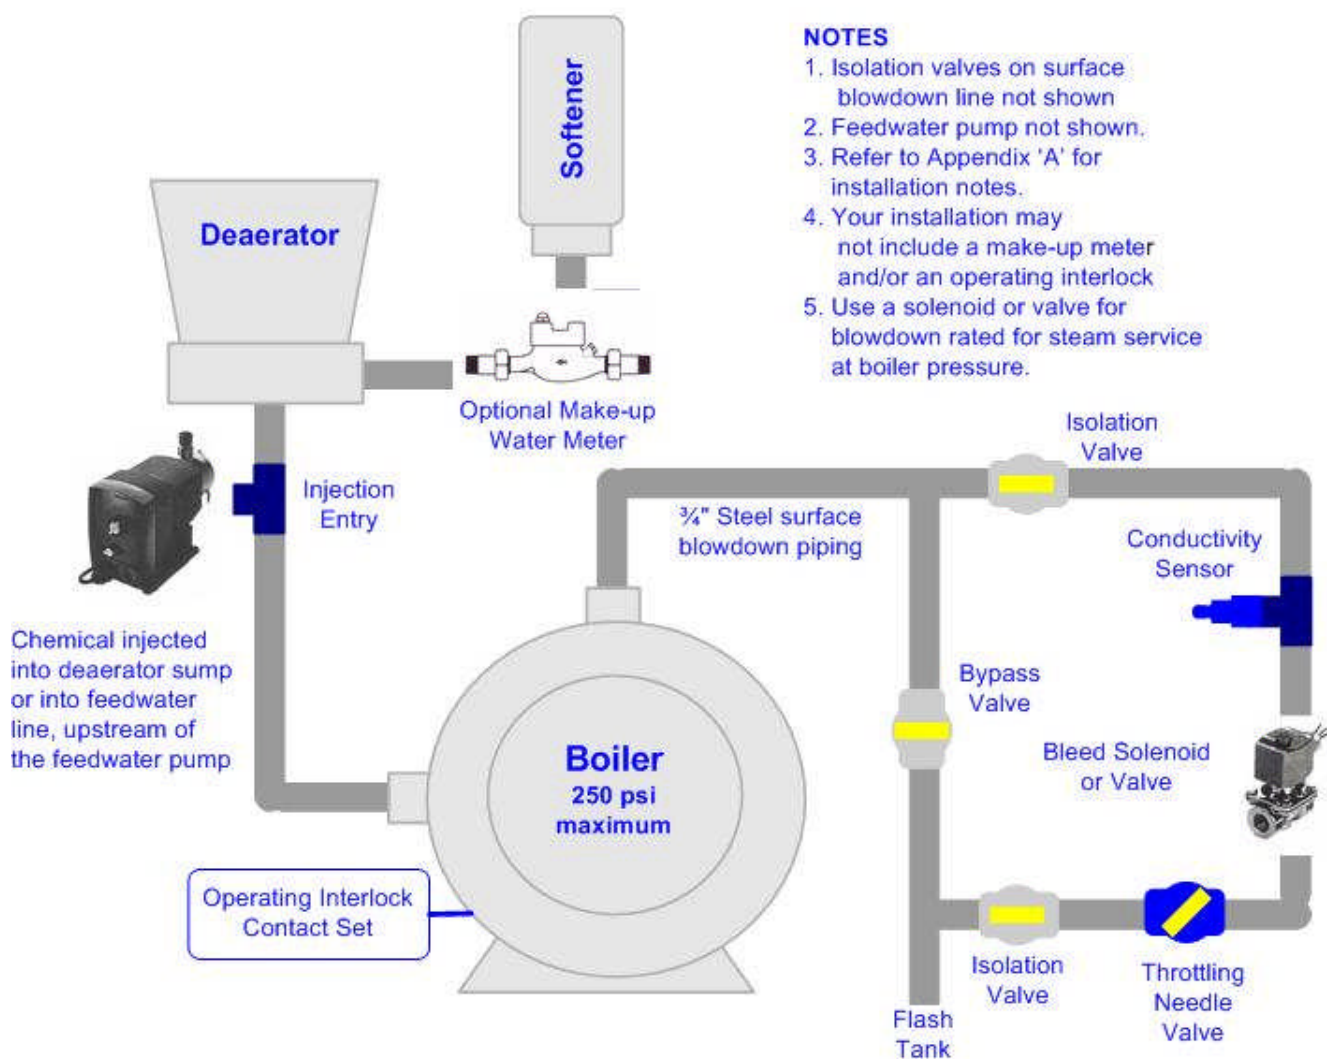 NOTES
1. Isolation valves on surface
blowdown line not shown
2. Feedwater pump not shown.
3. Refer to Appendix 'A' for
installation notes.
4. Your installation may
not include a make-up meter
and/or an operating interlock
5. Use a solenoid or valve for
blowdown rated for steam service
at boiler pressure.
Softener
Deaerator
Optional Make-up
Water Meter
Injection
Entry
Chemical injected
into deaerator sump
or into feedwater
line, upstream of
the feedwater pump
¾" Steel surface
blowdown piping
Isolation
Valve
Conductivity
Sensor
Bypass
Valve
Bleed Solenoid
or Valve
Boiler
250 psi
maximum
Operating Interlock
Contact Set
Isolation
Valve
Throttling
Needle
Valve
Flash
Tank